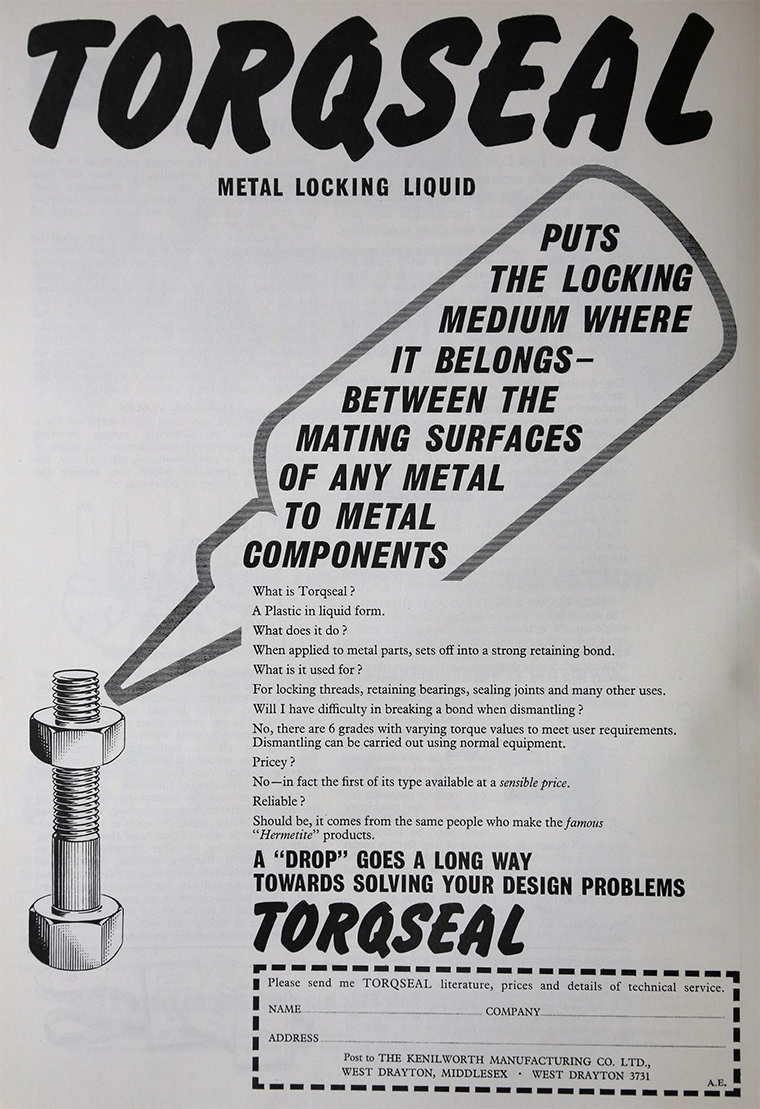 TORQSEAL
METAL LOCKING LIQUID
PUTS
THE LOCKING
MEDIUM WHERE
IT BELONGS–
BETWEEN THE
MATING SURFACES
OF ANY METAL
TO METAL
COMPONENTS
What is Torqseal?
A Plastic in liquid form.
What does it do?
When applied to metal parts, sets off into a strong retaining bond.
What is it used for?
For locking threads, retaining bearings, sealing joints and many other uses.
Will I have difficulty in breaking a bond when dismantling?
No, there are 6 grades with varying torque values to meet user requirements.
Dismantling can be carried out using normal equipment.
Pricey?
No—in fact the first of its type available at a sensible price.
Reliable?
Should be, it comes from the same people who make the famous
“Hermetite” products.
A “DROP” GOES A LONG WAY
TOWARDS SOLVING YOUR DESIGN PROBLEMS
TORQSEAL
Please send me TORQSEAL literature, prices and details of technical service.
NAME COMPANY
ADDRESS
Post to THE KENILWORTH MANUFACTURING CO. LTD.,
WEST DRAYTON, MIDDLESEX · WEST DRAYTON 3731
A.E.